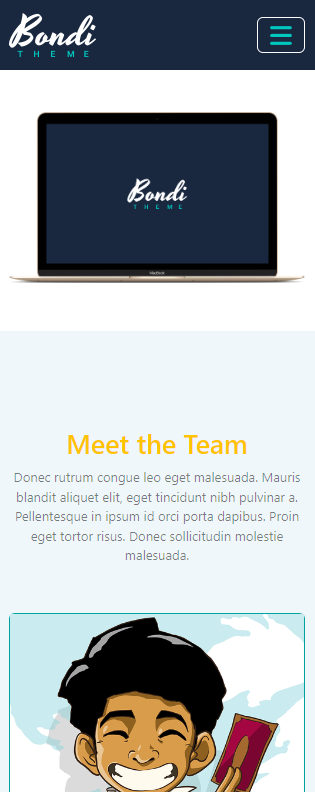 Bondi
THEME
Bondi
THEME
MacBook
Meet the Team
Donec rutrum congue leo eget malesuada. Mauris
blandit aliquet elit, eget tincidunt nibh pulvinar a.
Pellentesque in ipsum id orci porta dapibus. Proin
eget tortor risus. Donec sollicitudin molestie
malesuada.